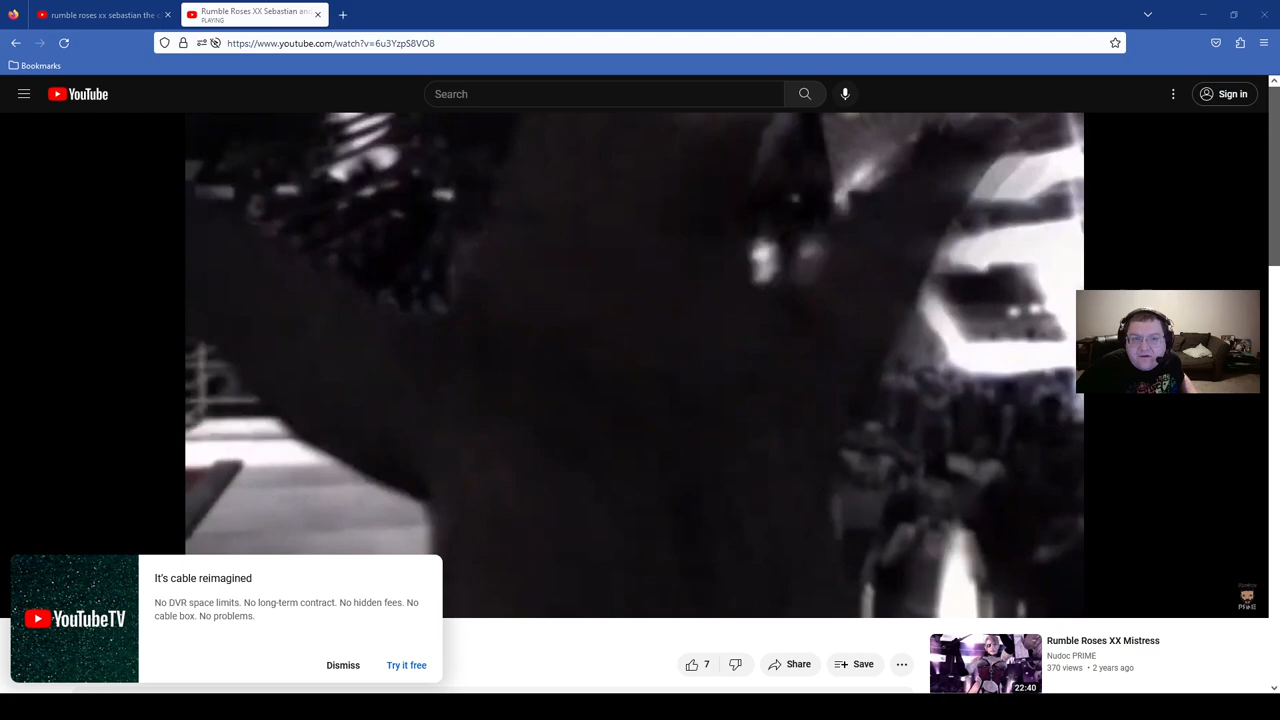 rumble roses xx sebastian the c
Rumble Roses XX Sebastian an
PLAYING
https://www.youtube.com/watch?v=6u3YzpS8VO8
Bookmarks
YouTube
Search
Sign in
It's cable reimagined
No DVR space limits. No long-term contract. No hidden fees. No
cable box. No problems.
YouTubeTV
Dismiss
Try it free
7
Share
Save
Rumble Roses XX Mistress
Nudoc PRIME
370 views • 2 years ago
22:40
PRIME